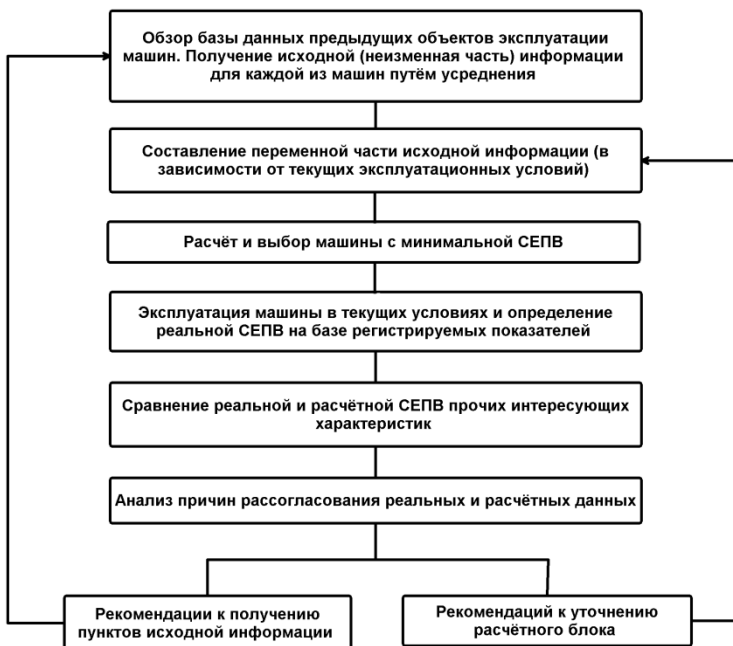 Обзор базы данных предыдущих объектов эксплуатации
машин. Получение исходной (неизменная часть) информации
для каждой из машин путём усреднения
Составление переменной части исходной информации (в
зависимости от текущих эксплуатационных условий)
Расчёт и выбор машины с минимальной СЕПВ
Эксплуатация машины в текущих условиях и определение
реальной СЕПВ на базе регистрируемых показателей
Сравнение реальной и расчётной СЕПВ прочих интересующих
характеристик
Анализ причин рассогласования реальных и расчётных данных
Рекомендации к получению
пунктов исходной информации
Рекомендаций к уточнению
расчётного блока